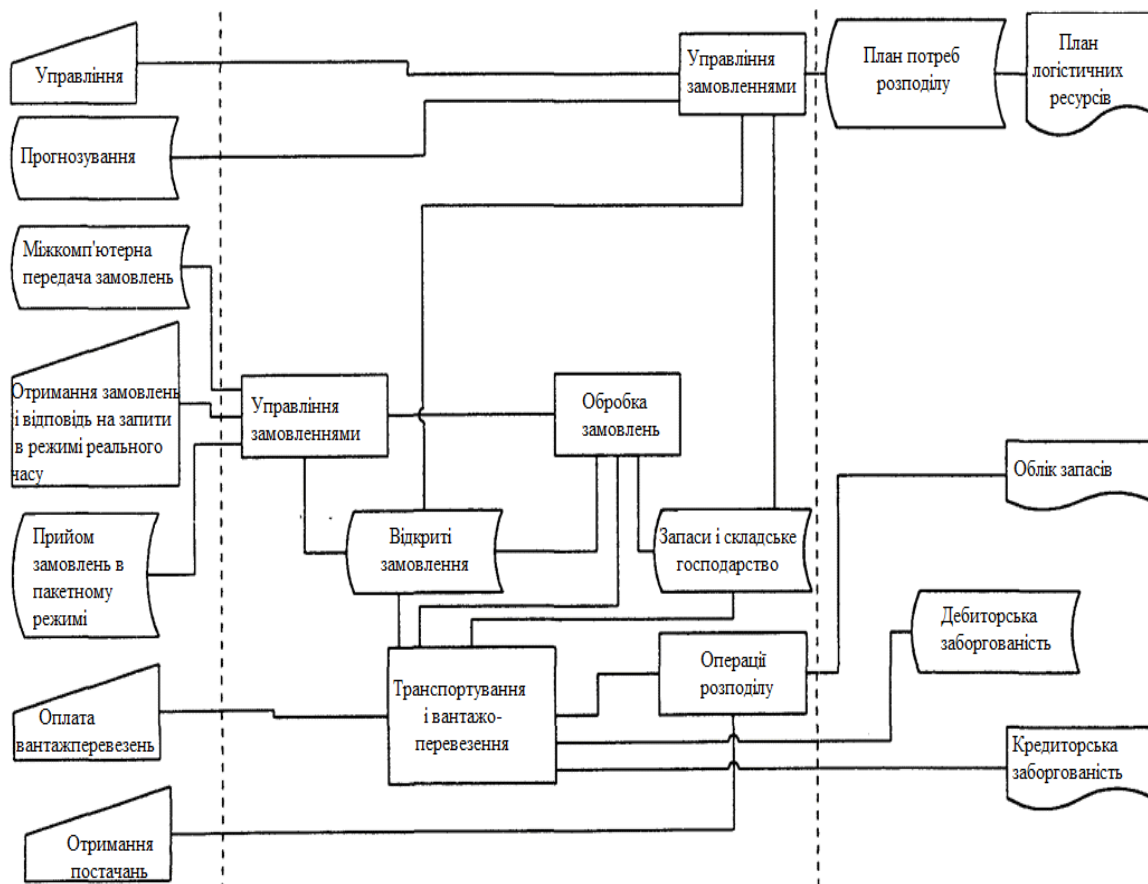 Управління
Управління
замовленнями
План потреб
розподілу
План
логістичних
ресурсів
Прогнозування
Міжкомп'ютерна
передача замовлень
Отримання замовлень
і відповідь на запити
в режимі реального
часу
Управління
замовленнями
Обробка
замовлень
Облік запасів
Прийом
замовлень в
пакетному
режимі
Відкриті
замовлення
Запаси і складське
господарство
Дебиторська
заборгованість
Операції
розподілу
Транспортування
і вантажо-
перевезення
Оплата
вантажперевезень
Кредиторська
заборгованість
Отримання
постачань